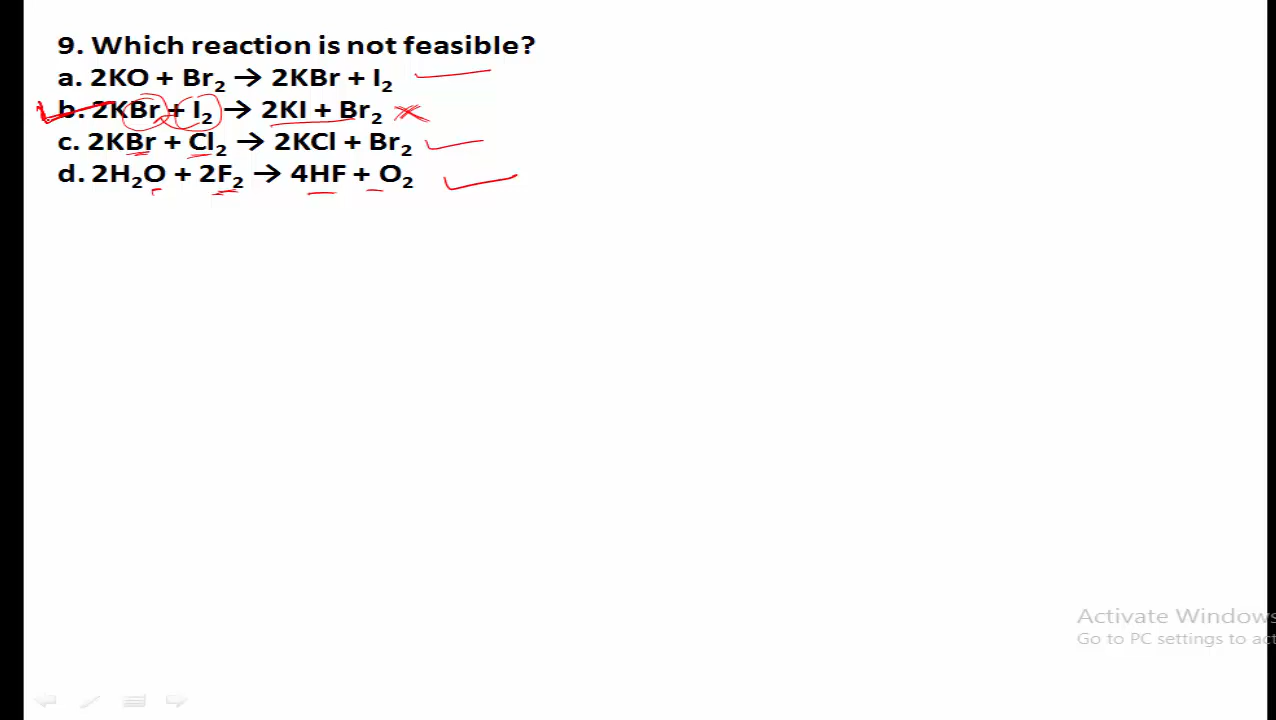 9. Which reaction is not feasible?
a. 2KO + Br₂ → 2KBr + I₂
b. 2KBr + I₂ → 2KI + Br₂
c. 2KBr + Cl₂ → 2KCl + Br₂
d. 2H₂O + 2F₂ → 4HF + O₂
Activate Windows
Go to PC settings to act